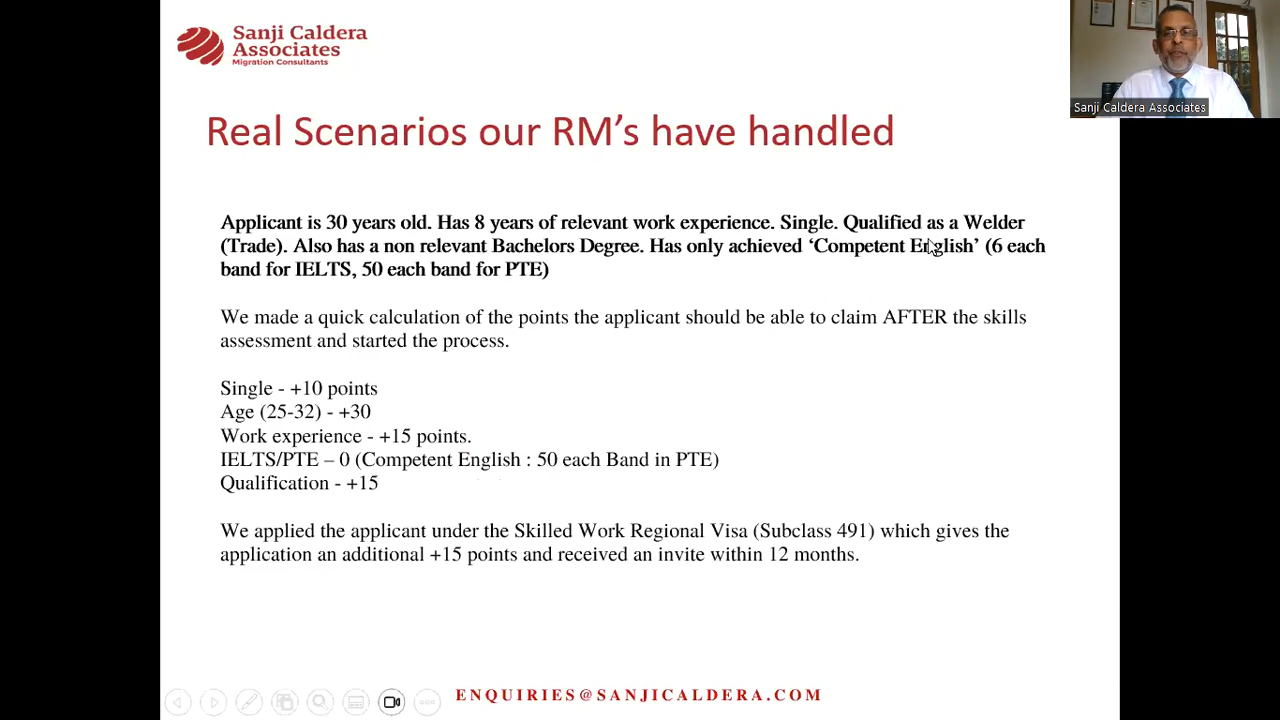 Sanji Caldera
Associates
Migration Consultants
Sanji Caldera Associates
Real Scenarios our RM's have handled
Applicant is 30 years old. Has 8 years of relevant work experience. Single. Qualified as a Welder
(Trade). Also has a non relevant Bachelors Degree. Has only achieved ‘Competent English’ (6 each
band for IELTS, 50 each band for PTE)
We made a quick calculation of the points the applicant should be able to claim AFTER the skills
assessment and started the process.
Single - +10 points
Age (25-32) - +30
Work experience - +15 points.
IELTS/PTE – 0 (Competent English : 50 each Band in PTE)
Qualification - +15
We applied the applicant under the Skilled Work Regional Visa (Subclass 491) which gives the
application an additional +15 points and received an invite within 12 months.
ENQUIRIES@SANJICALDERA.COM